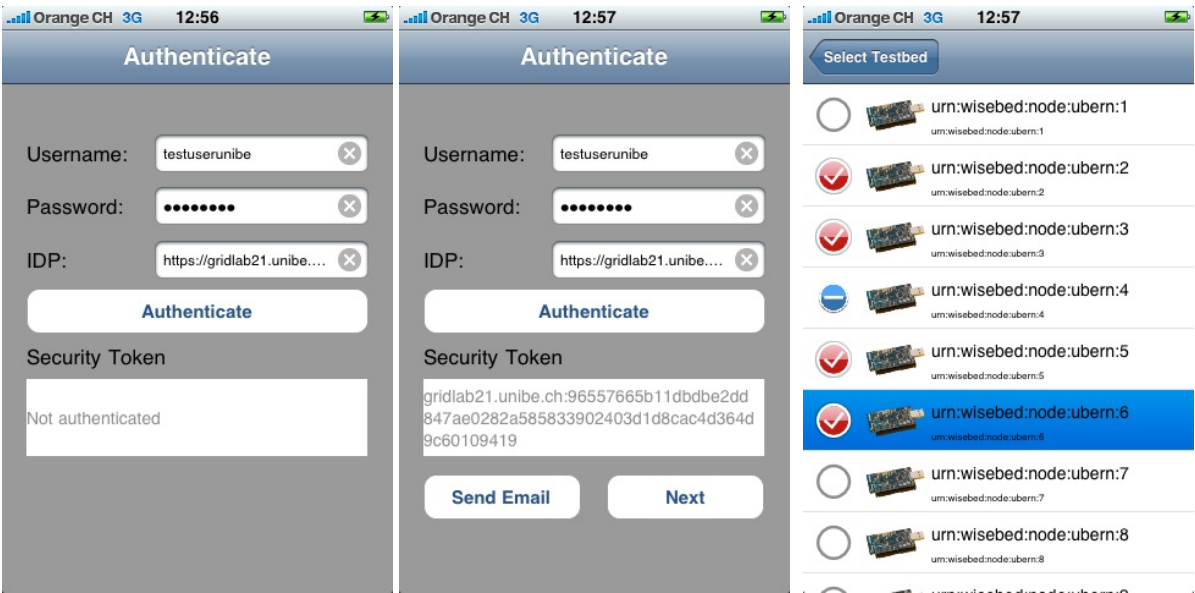 Orange CH 3G 12:56
Authenticate
Username: testuserunibe
Password: ••••••••
IDP: https://gridlab21.unibe....
Authenticate
Security Token
Not authenticated
Orange CH 3G 12:57
Authenticate
Username: testuserunibe
Password: ••••••••
IDP: https://gridlab21.unibe....
Authenticate
Security Token
gridlab21.unibe.ch:96557665b11dbdbe2dd
847ae0282a585833902403d1d8cac4d364d
9c60109419
Send Email Next
Orange CH 3G 12:57
Select Testbed
urn:wisebed:node:ubern:1
urn:wisebed:node:ubern:1
urn:wisebed:node:ubern:2
urn:wisebed:node:ubern:2
urn:wisebed:node:ubern:3
urn:wisebed:node:ubern:3
urn:wisebed:node:ubern:4
urn:wisebed:node:ubern:4
urn:wisebed:node:ubern:5
urn:wisebed:node:ubern:5
urn:wisebed:node:ubern:6
urn:wisebed:node:ubern:6
urn:wisebed:node:ubern:7
urn:wisebed:node:ubern:7
urn:wisebed:node:ubern:8
urn:wisebed:node:ubern:8